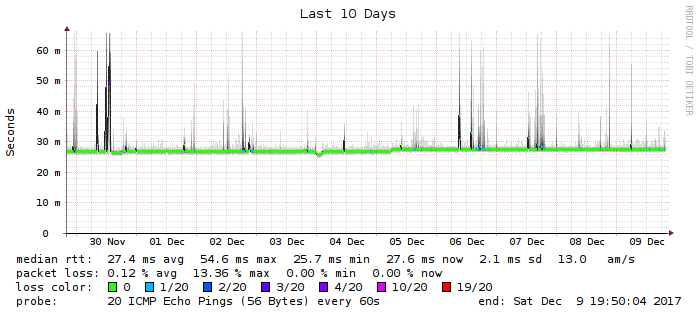 Last 10 Days
RRDTOOL / TOBI OETIKER
Seconds
60 m
50 m
40 m
30 m
20 m
10 m
0
30 Nov 01 Dec 02 Dec 03 Dec 04 Dec 05 Dec 06 Dec 07 Dec 08 Dec 09 Dec
median rtt: 27.4 ms avg 54.6 ms max 25.7 ms min 27.6 ms now 2.1 ms sd 13.0 am/s
packet loss: 0.12 % avg 13.36 % max 0.00 % min 0.00 % now
loss color: 0 1/20 2/20 3/20 4/20 10/20 19/20
probe: 20 ICMP Echo Pings (56 Bytes) every 60s end: Sat Dec 9 19:50:04 2017